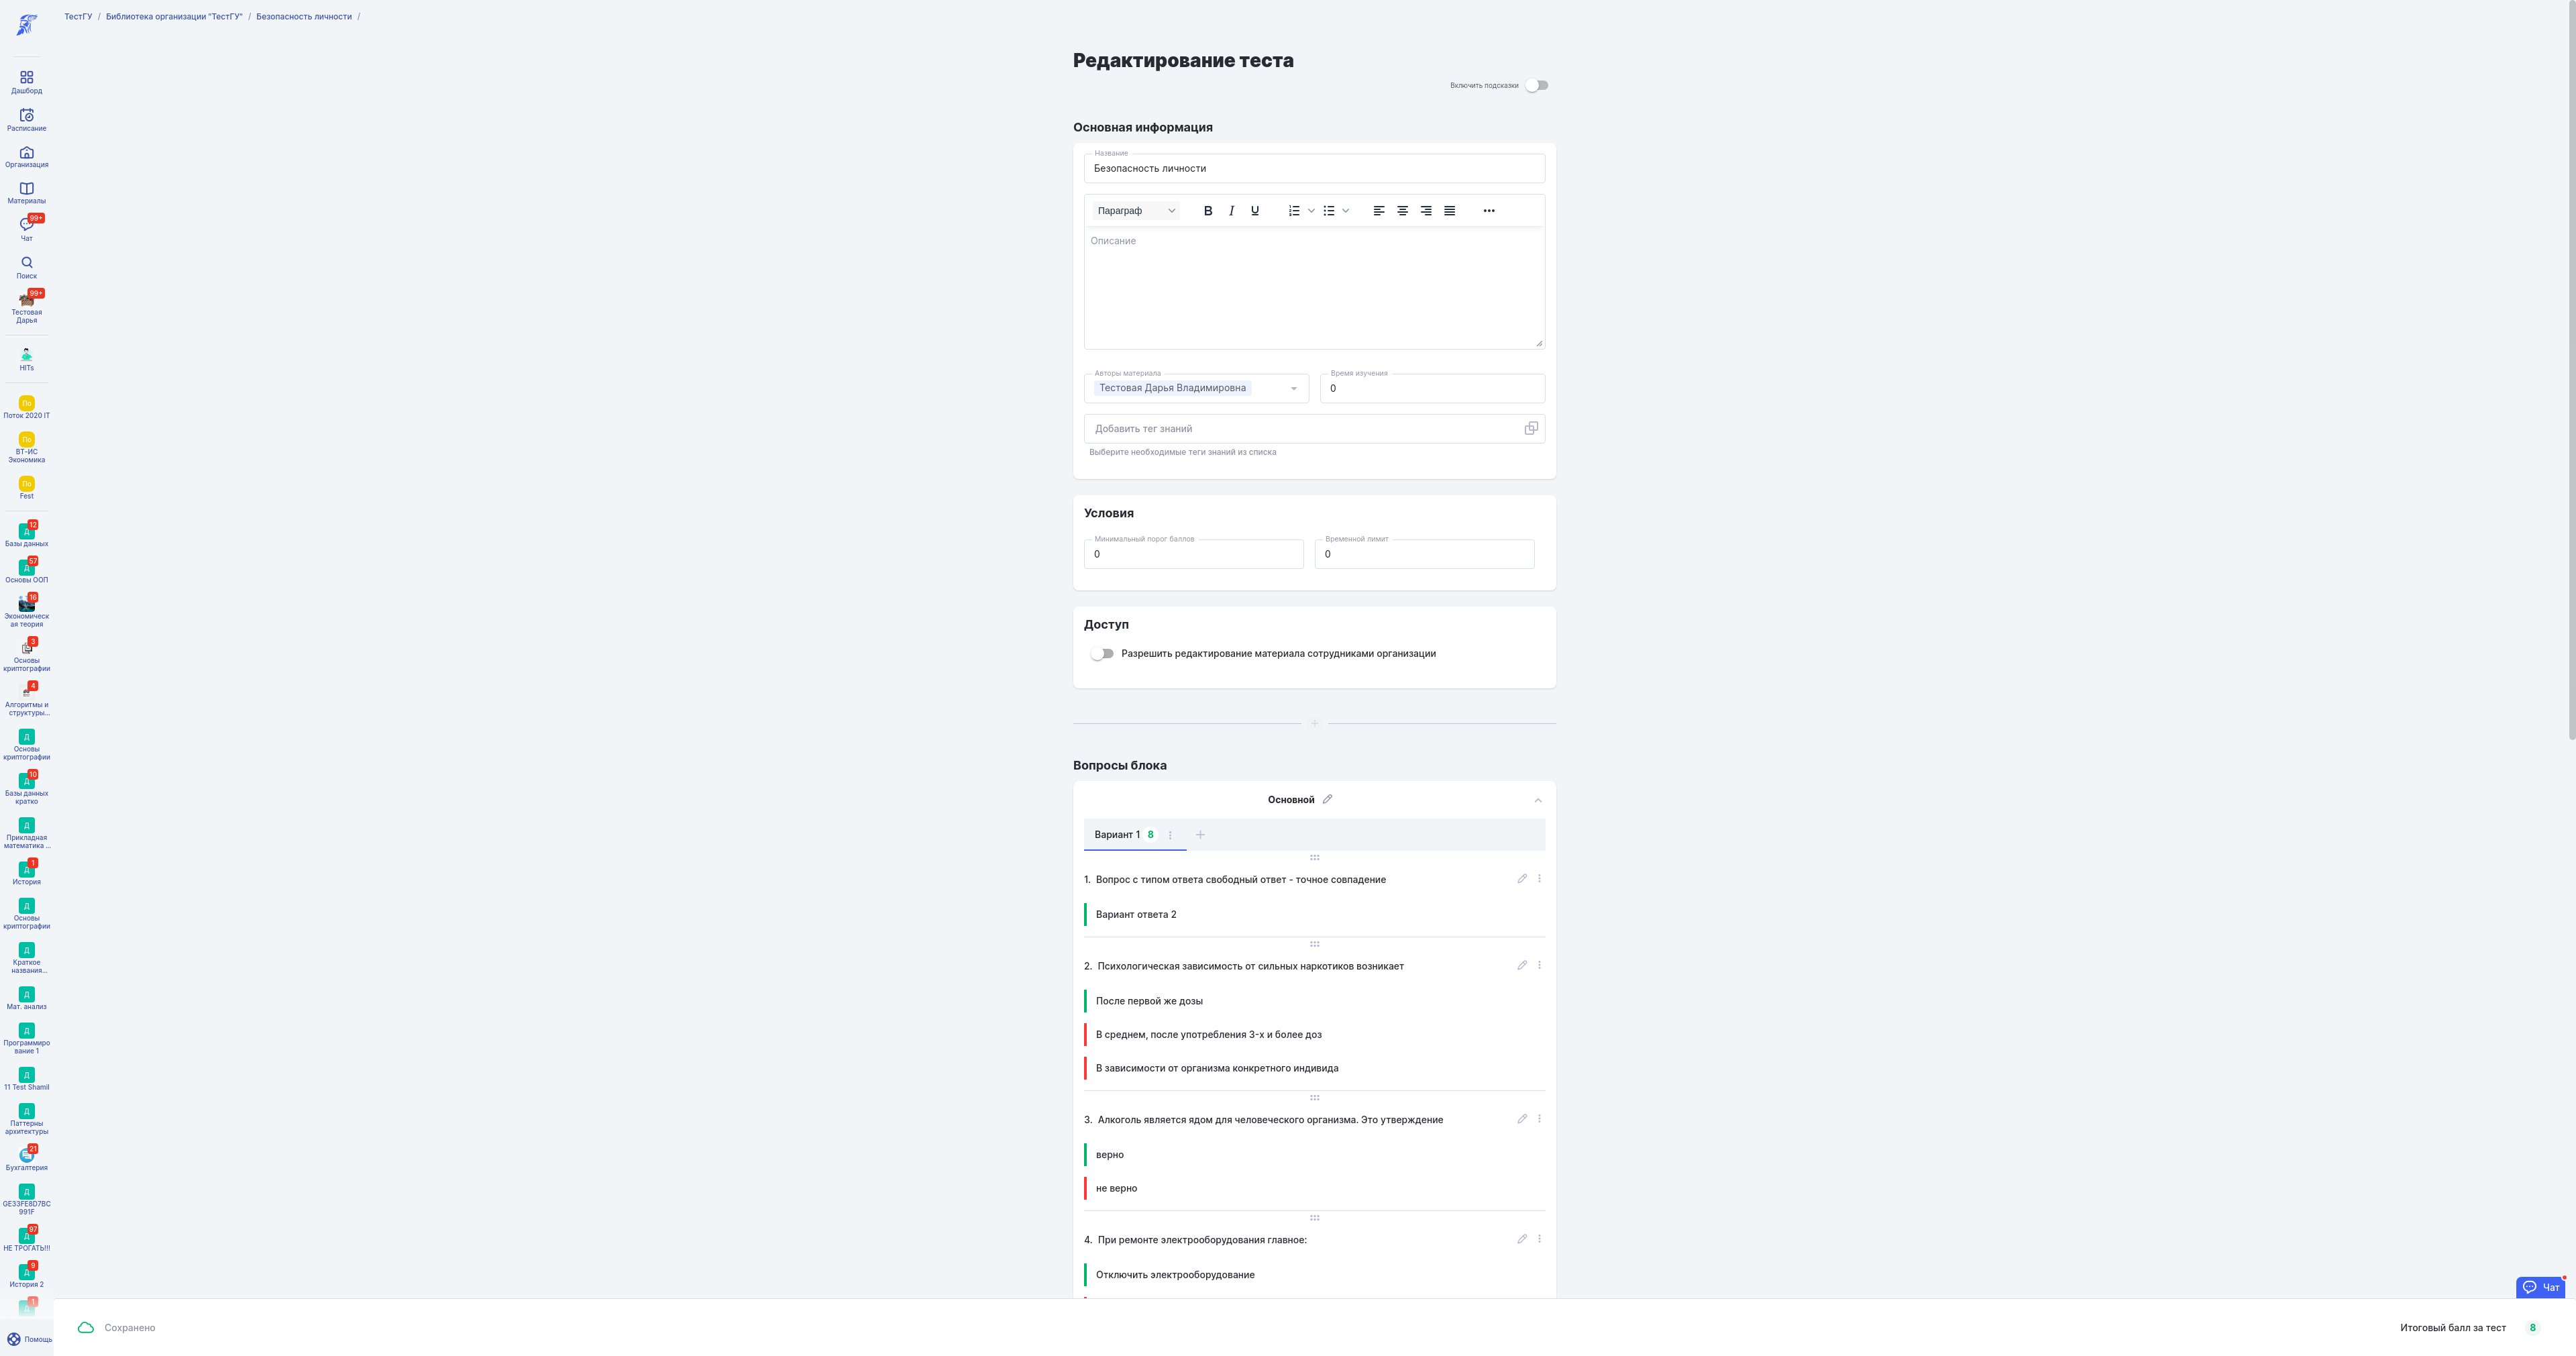 ТестГУ / Библиотека организации "ТестГУ" / Безопасность личности /
Дашборд
Расписание
Организация
Материалы
99+
Чат
Поиск
99+
Тестовая
Дарья
HITs
По
Поток 2020 IT
По
ВТ-ИС
Экономика
По
Fest
12
Д
Базы данных
57
Д
Основы ООП
16
Экономическ
ая теория
3
Основы
криптографии
4
Алгоритмы и
структуры...
Д
Основы
криптографии
10
Д
Базы данных
кратко
Д
Прикладная
математика ...
1
Д
История
Д
Основы
криптографии
Д
Краткое
названия...
Д
Мат. анализ
Д
Программиро
вание 1
Д
11 Test Shamil
Д
Паттерны
архитектуры
21
Бухгалтерия
Д
GE33FE8D7BC
991F
97
Д
НЕ ТРОГАТЬ!!!
9
Д
История 2
1
Д
Помощь
Редактирование теста
Включить подсказки
Основная информация
Название
Безопасность личности
Параграф B I U
Описание
Авторы материала
Тестовая Дарья Владимировна
Время изучения
0
Добавить тег знаний
Выберите необходимые теги знаний из списка
Условия
Минимальный порог баллов
0
Временной лимит
0
Доступ
Разрешить редактирование материала сотрудниками организации
Вопросы блока
Основной
Вариант 1 8
1. Вопрос с типом ответа свободный ответ - точное совпадение
Вариант ответа 2
2. Психологическая зависимость от сильных наркотиков возникает
После первой же дозы
В среднем, после употребления 3-х и более доз
В зависимости от организма конкретного индивида
3. Алкоголь является ядом для человеческого организма. Это утверждение
верно
не верно
4. При ремонте электрооборудования главное:
Отключить электрооборудование
Чат
Сохранено
Итоговый балл за тест 8